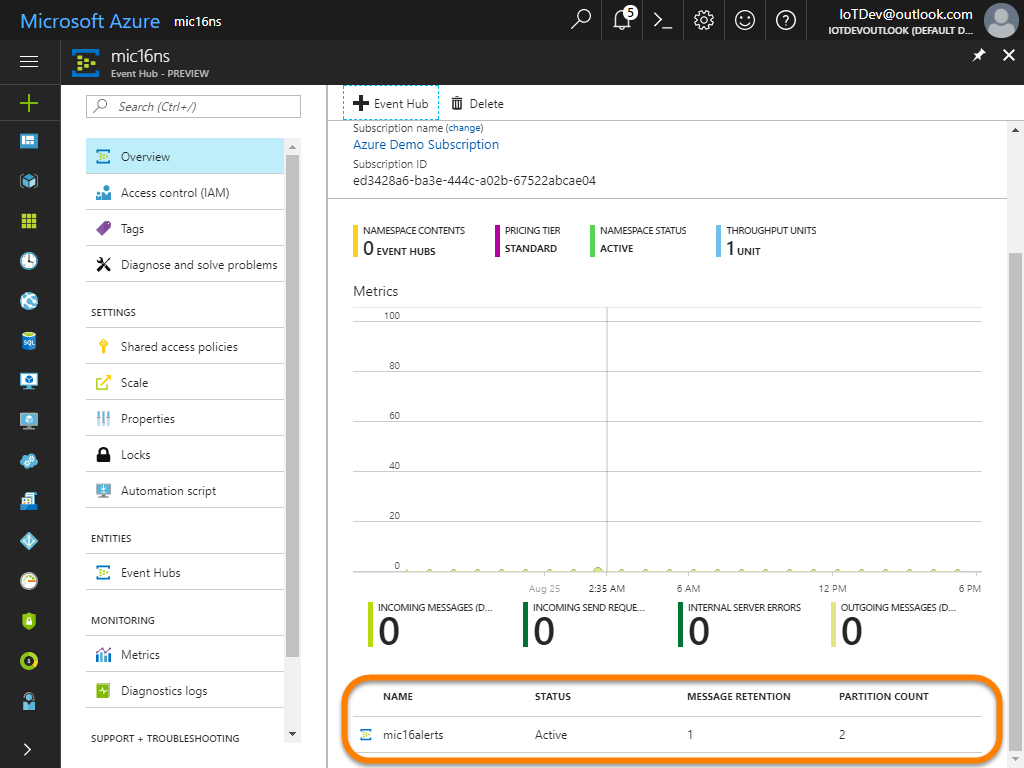 Microsoft Azure mic16ns
5
IoTDev@outlook.com
IOTDEVOUTLOOK (DEFAULT D...
mic16ns
Event Hub - PREVIEW
Search (Ctrl+/)
Overview
Access control (IAM)
Tags
Diagnose and solve problems
SETTINGS
Shared access policies
Scale
Properties
Locks
Automation script
ENTITIES
Event Hubs
MONITORING
Metrics
Diagnostics logs
SUPPORT + TROUBLESHOOTING
Event Hub Delete
Subscription name (change)
Azure Demo Subscription
Subscription ID
ed3428a6-ba3e-444c-a02b-67522abcae04
NAMESPACE CONTENTS
0 EVENT HUBS
PRICING TIER
STANDARD
NAMESPACE STATUS
ACTIVE
THROUGHPUT UNITS
1 UNIT
Metrics
100
80
60
40
20
0
Aug 25 2:35 AM 6 AM 12 PM 6 PM
INCOMING MESSAGES (D...
0
INCOMING SEND REQUE...
0
INTERNAL SERVER ERRORS
0
OUTGOING MESSAGES (D...
0
NAME STATUS MESSAGE RETENTION PARTITION COUNT
mic16alerts Active 1 2
SQL